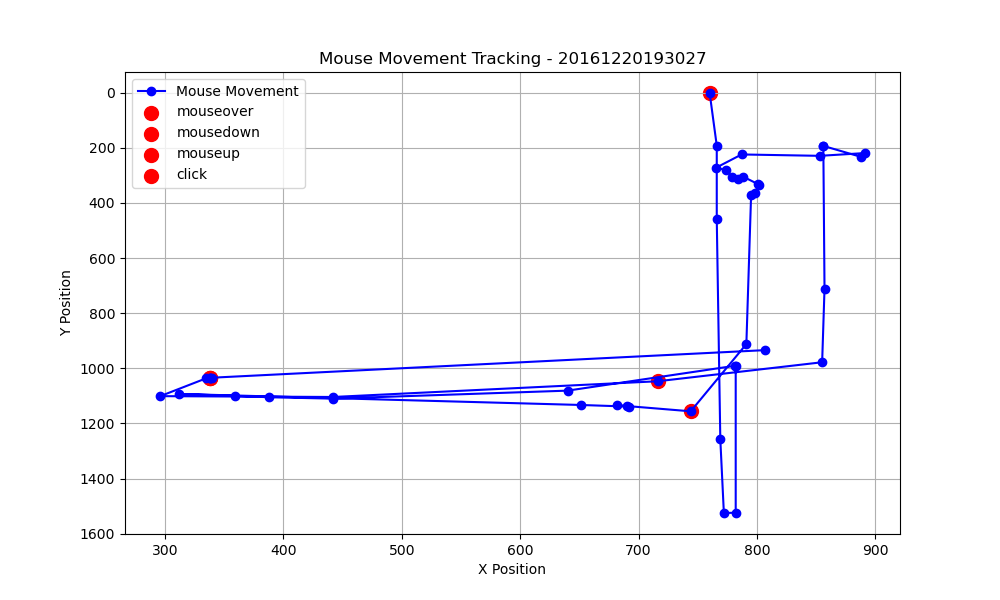 Mouse Movement Tracking - 20161220193027
Mouse Movement
mouseover
mousedown
mouseup
click
0
200
400
600
800
1000
1200
1400
1600
Y Position
300
400
500
600
700
800
900
X Position